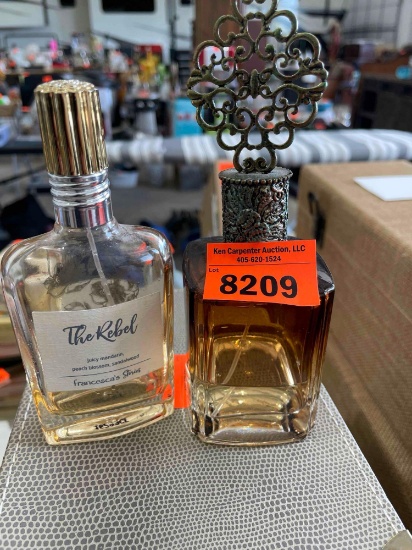 The Rebel
juicy mandarin
peach blossom, sandalwood
Francesca's
Ken Carpenter Auction, LLC
405-620-1524
Lot
8209